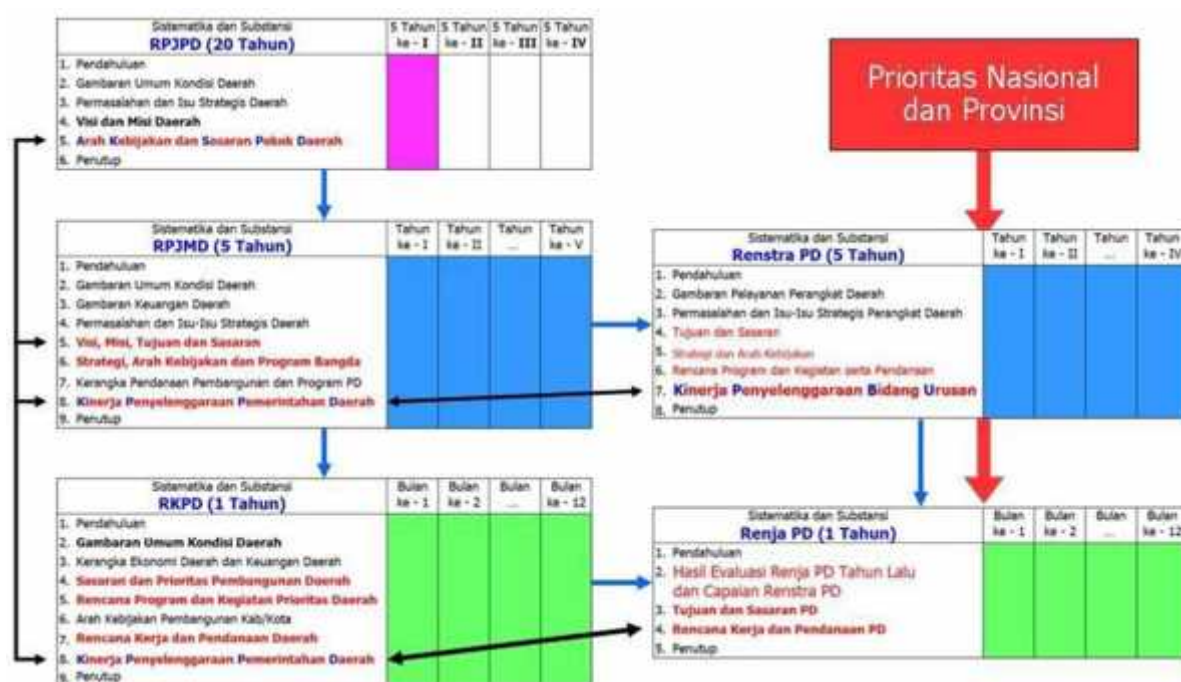 Sistematika dan Substansi
RPJPD (20 Tahun)
5 Tahun ke - I
5 Tahun ke - II
5 Tahun ke - III
5 Tahun ke - IV
1. Pendahuluan
2. Gambaran Umum Kondisi Daerah
3. Permasalahan dan Isu Strategis Daerah
4. Visi dan Misi Daerah
5. Arah Kebijakan dan Sasaran Pokok Daerah
6. Penutup
Prioritas Nasional
dan Provinsi
Sistematika dan Substansi
RPJMD (5 Tahun)
Tahun ke - I
Tahun ke - II
Tahun ...
Tahun ke - V
1. Pendahuluan
2. Gambaran Umum Kondisi Daerah
3. Gambaran Keuangan Daerah
4. Permasalahan dan Isu-Isu Strategis Daerah
5. Visi, Misi, Tujuan dan Sasaran
6. Strategi, Arah Kebijakan dan Program Bangda
7. Kerangka Pendanaan Pembangunan dan Program PD
8. Kinerja Penyelenggaraan Pemerintahan Daerah
9. Penutup
Sistematika dan Substansi
Renstra PD (5 Tahun)
Tahun ke - I
Tahun ke - II
Tahun ...
Tahun ke - IV
1. Pendahuluan
2. Gambaran Pelayanan Perangkat Daerah
3. Permasalahan dan Isu-Isu Strategis Perangkat Daerah
4. Tujuan dan Sasaran
5. Strategi dan Arah Kebijakan
6. Rencana Program dan Kegiatan serta Pendanaan
7. Kinerja Penyelenggaraan Bidang Urusan
8. Penutup
Sistematika dan Substansi
RKPD (1 Tahun)
Bulan ke - 1
Bulan ke - 2
Bulan ...
Bulan ke - 12
1. Pendahuluan
2. Gambaran Umum Kondisi Daerah
3. Kerangka Ekonomi Daerah dan Keuangan Daerah
4. Sasaran dan Prioritas Pembangunan Daerah
5. Rencana Program dan Kegiatan Prioritas Daerah
6. Arah Kebijakan Pembangunan Kab/Kota
7. Rencana Kerja dan Pendanaan Daerah
8. Kinerja Penyelenggaraan Pemerintahan Daerah
9. Penutup
Sistematika dan Substansi
Renja PD (1 Tahun)
Bulan ke - 1
Bulan ke - 2
Bulan ...
Bulan ke - 12
1. Pendahuluan
2. Hasil Evaluasi Renja PD Tahun Lalu
dan Capaian Renstra PD
3. Tujuan dan Sasaran PD
4. Rencana Kerja dan Pendanaan PD
5. Penutup